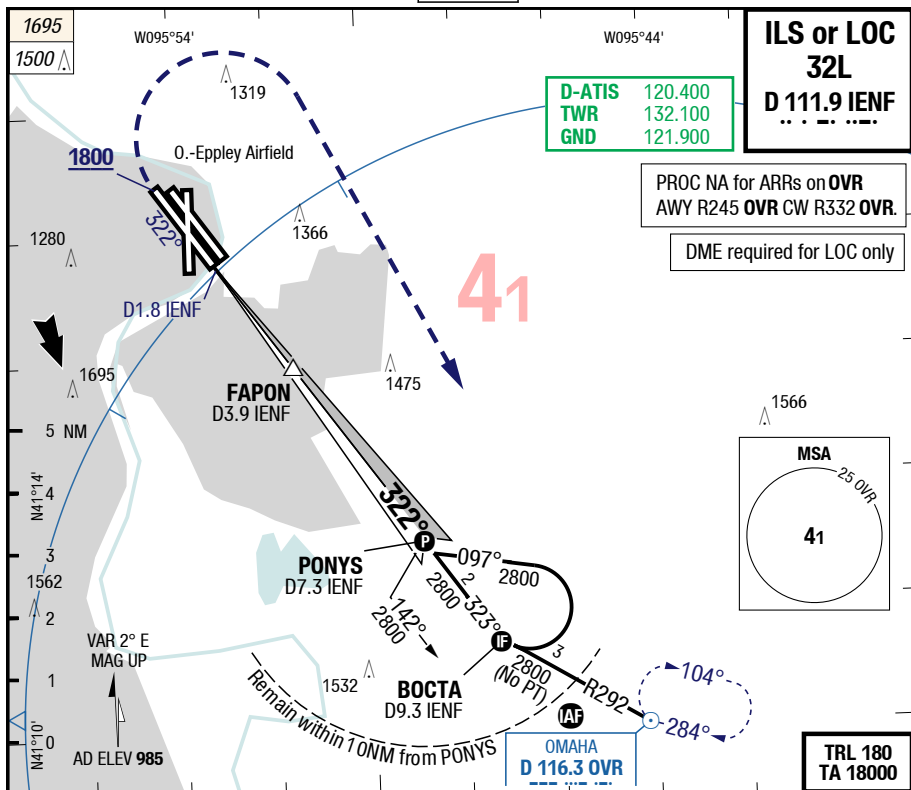 1695
1500
W095°54'
W095°44'
ILS or LOC
32L
D 111.9 IENF
1319
D-ATIS 120.400
TWR 132.100
GND 121.900
1800
O.-Eppley Airfield
PROC NA for ARRs on OVR
AWY R245 OVR CW R332 OVR.
322°
1280
1366
DME required for LOC only
41
D1.8 IENF
1695
FAPON
D3.9 IENF
1475
1566
5 NM
MSA
25 OVR
41
N41°14'
4
322°
P
3
PONYS
D7.3 IENF
097°
2800
2
2800
323°
1562
142°
2800
2
VAR 2° E
MAG UP
IF
3
2800
(No PT)
R292
104°
284°
1532
BOCTA
D9.3 IENF
1
Remain within 10NM from PONYS
IAF
N41°10'
0
AD ELEV 985
OMAHA
D 116.3 OVR
TRL 180
TA 18000